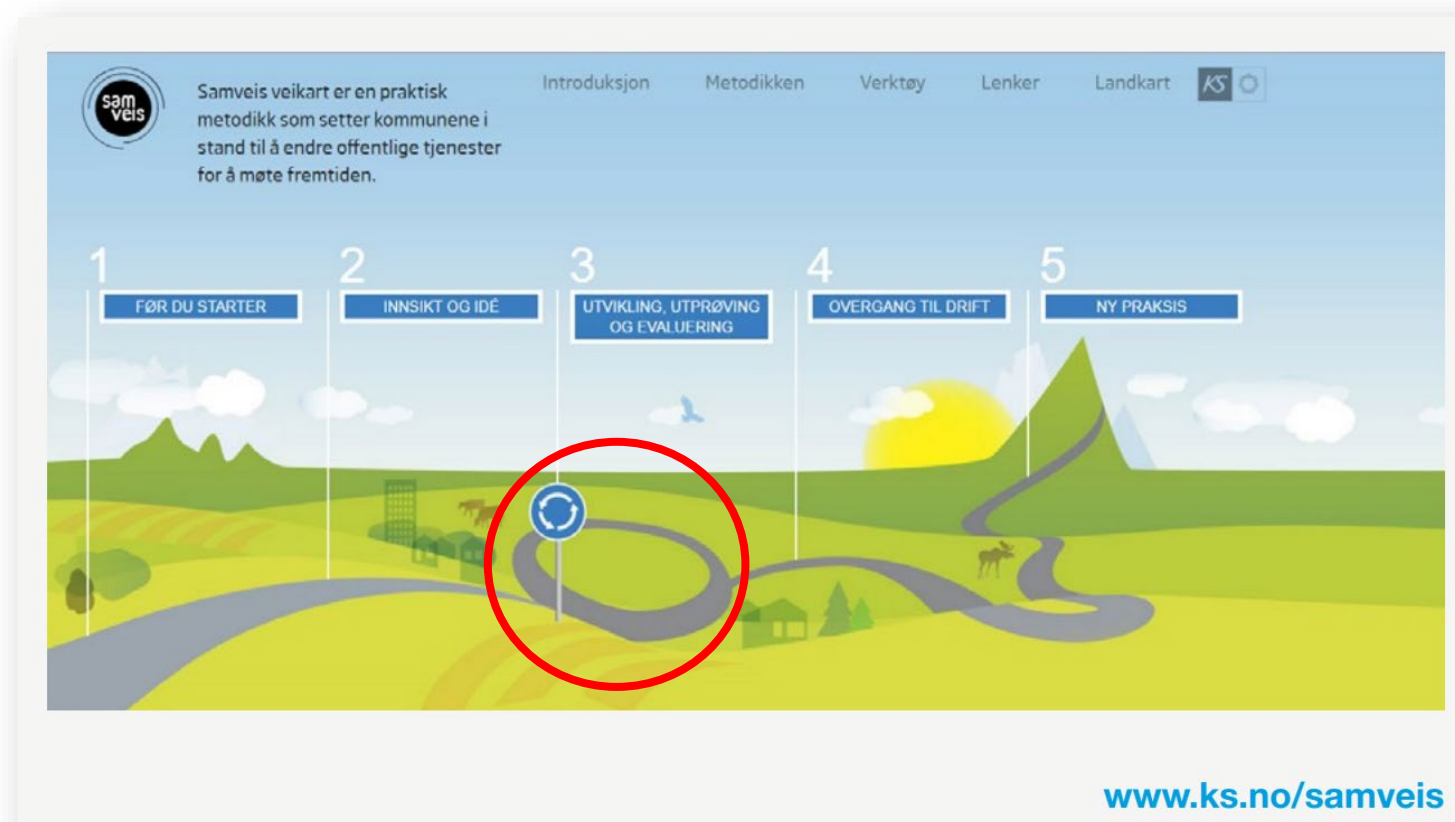 sam
veis
Samveis veikart er en praktisk
metodikk som setter kommunene i
stand til å endre offentlige tjenester
for å møte fremtiden.
Introduksjon
Metodikken
Verktøy
Lenker
Landkart
KS
1
FØR DU STARTER
2
INNSIKT OG IDÉ
3
UTVIKLING, UTPRØVING
OG EVALUERING
4
OVERGANG TIL DRIFT
5
NY PRAKSIS
www.ks.no/samveis